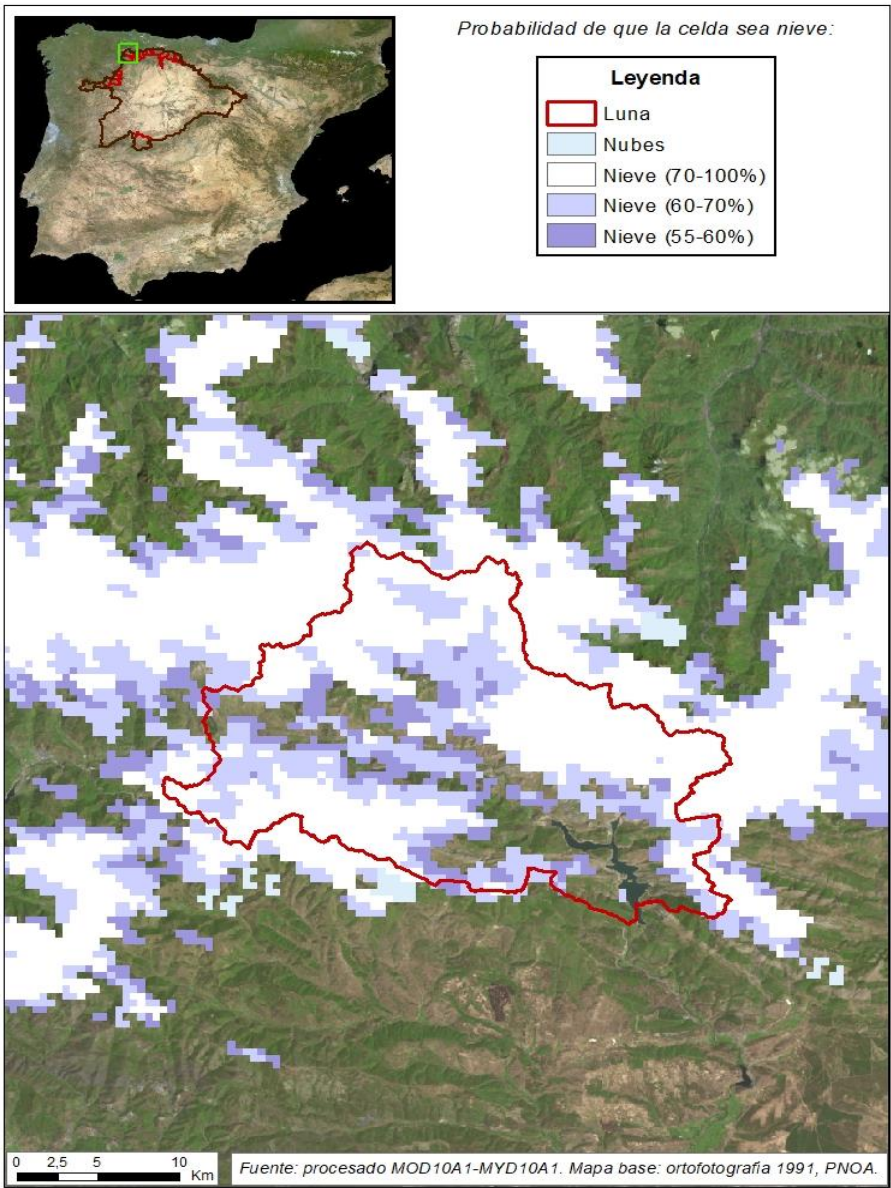 Probabilidad de que la celda sea nieve:
Leyenda
Luna
Nubes
Nieve (70-100%)
Nieve (60-70%)
Nieve (55-60%)
0 2,5 5 10
Km
Fuente: procesado MOD10A1-MYD10A1. Mapa base: ortofotografía 1991, PNOA.